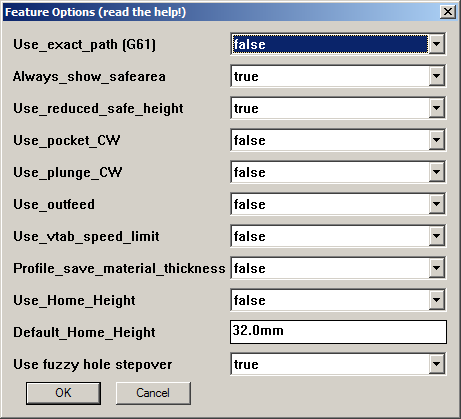 Feature Options (read the help!)
Use_exact_path (G61) false
Always_show_safearea true
Use_reduced_safe_height true
Use_pocket_CW false
Use_plunge_CW false
Use_outfeed false
Use_vtab_speed_limit false
Profile_save_material_thickness false
Use_Home_Height false
Default_Home_Height 32.0mm
Use fuzzy hole stepover true
OK Cancel